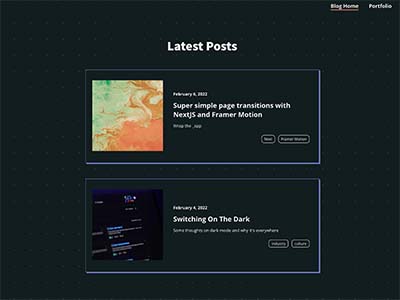 Blog Home Portfolio
Latest Posts
February 6, 2022
Super simple page transitions with
NextJS and Framer Motion
Wrap the _app
Next Framer Motion
February 4, 2022
Switching On The Dark
Some thoughts on dark mode and why it's everywhere
industry culture